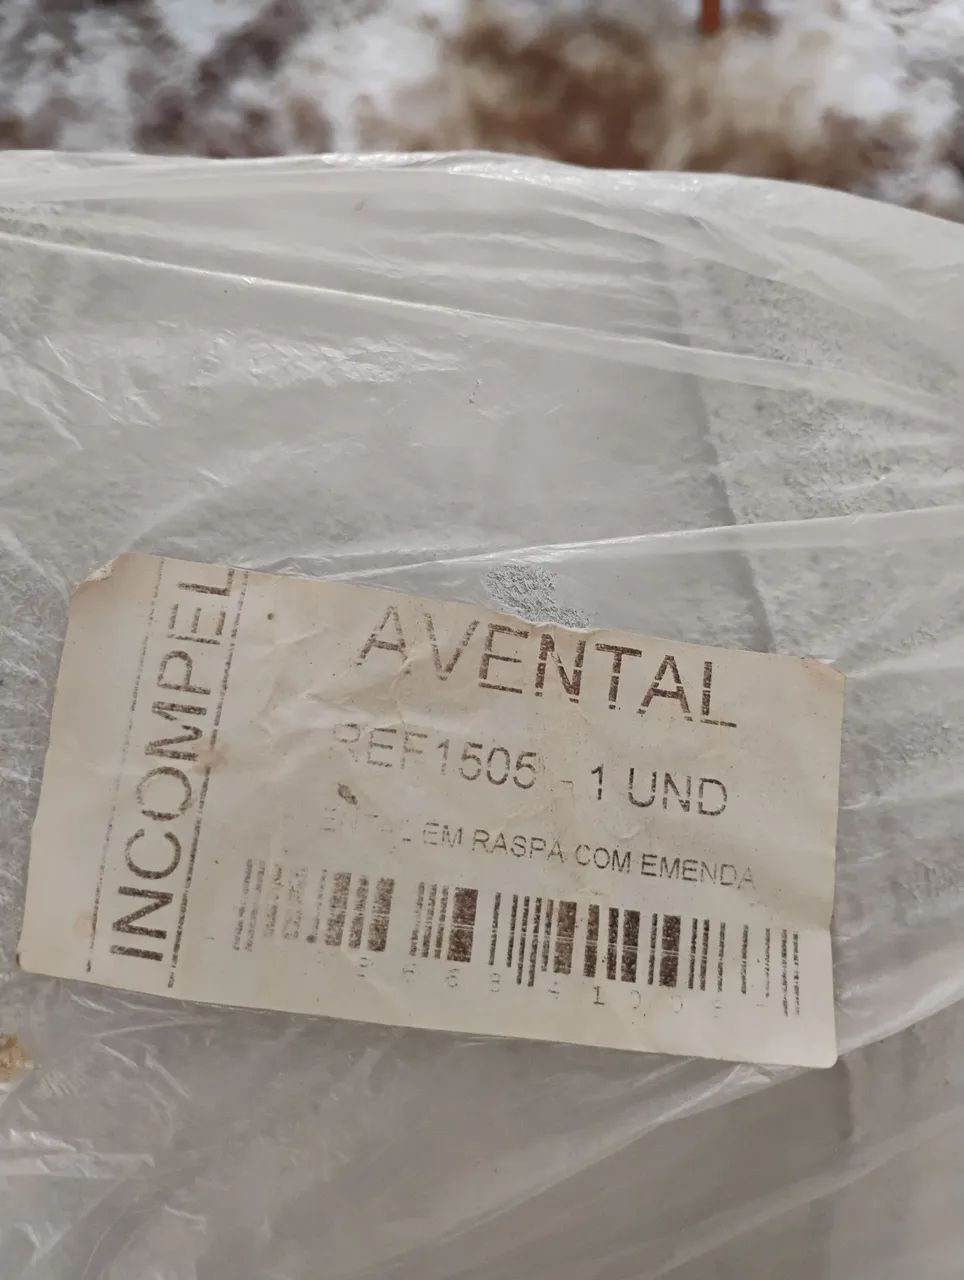 INCOMPEL
AVENTAL
REF1505 - 1 UND
EM RASPA COM EMENDA